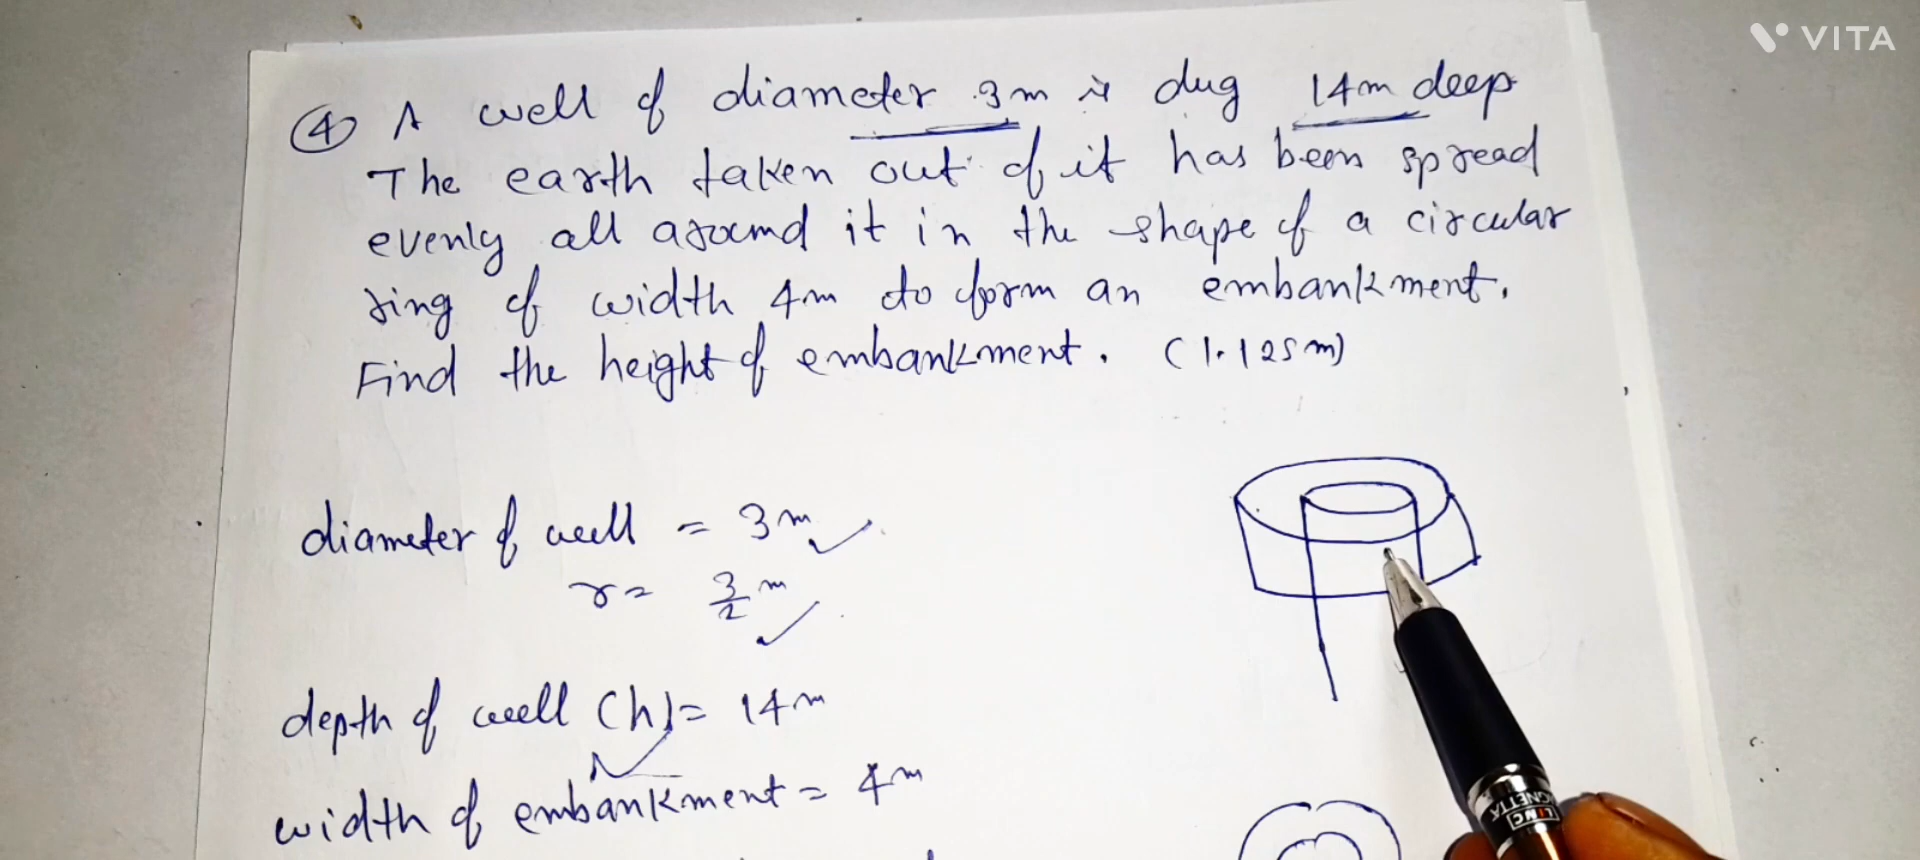 VITA
④ A well of diameter 3m is dug 14m deep
The earth taken out of it has been spread
evenly all around it in the shape of a circular
ring of width 4m to form an embankment.
Find the height of embankment. (1.125m)
diameter of well = 3m
r = 3/2 m
depth of well (h) = 14m
width of embankment = 4m
LINC